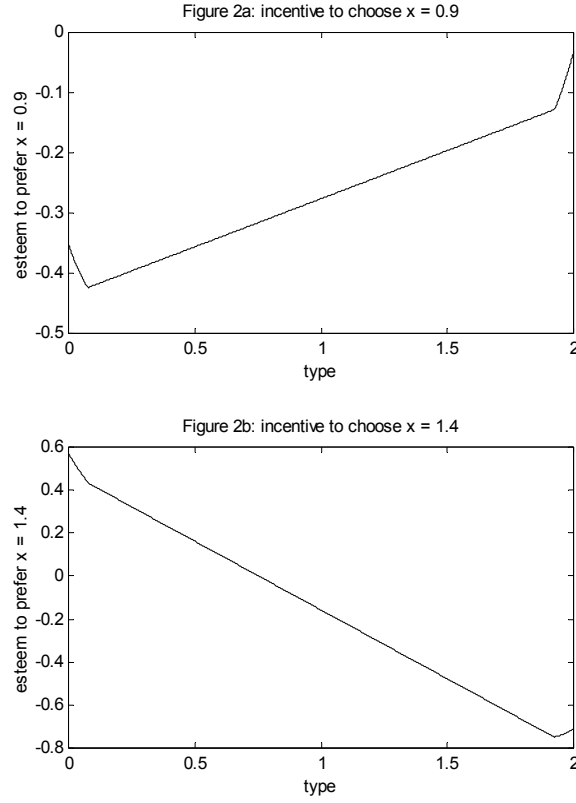 Figure 2a: incentive to choose x = 0.9
esteem to prefer x = 0.9
0
-0.1
-0.2
-0.3
-0.4
-0.5
0 0.5 1 1.5 2
type
Figure 2b: incentive to choose x = 1.4
esteem to prefer x = 1.4
0.6
0.4
0.2
0
-0.2
-0.4
-0.6
-0.8
0 0.5 1 1.5 2
type